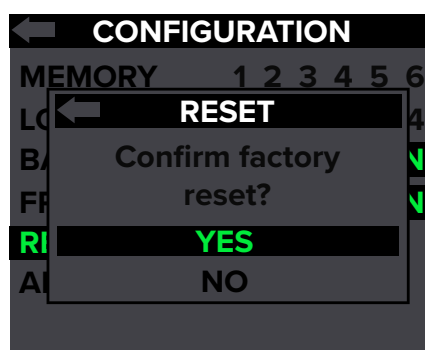 CONFIGURATION
MEMORY 1 2 3 4 5 6
RESET
Confirm factory
reset?
YES
NO